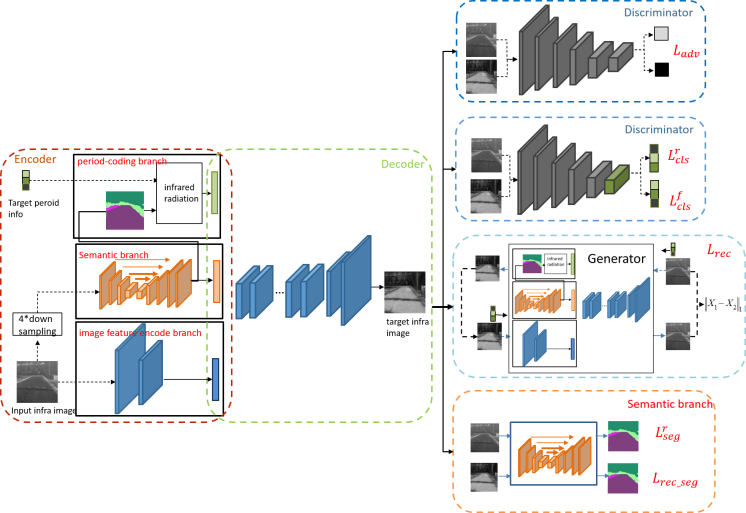 Encoder
period-coding branch
Target peroid
info
infrared
radiation
Semantic branch
4*down
sampling
image feature encode branch
Input infra image
Decoder
target infra
image
Discriminator
L_{adv}
Discriminator
L_{cls}^{r}
L_{cls}^{f}
Generator
infrared
radiation
L_{rec}
\|X_1 - X_2\|_1
Semantic branch
L_{seg}^{r}
L_{rec\_seg}